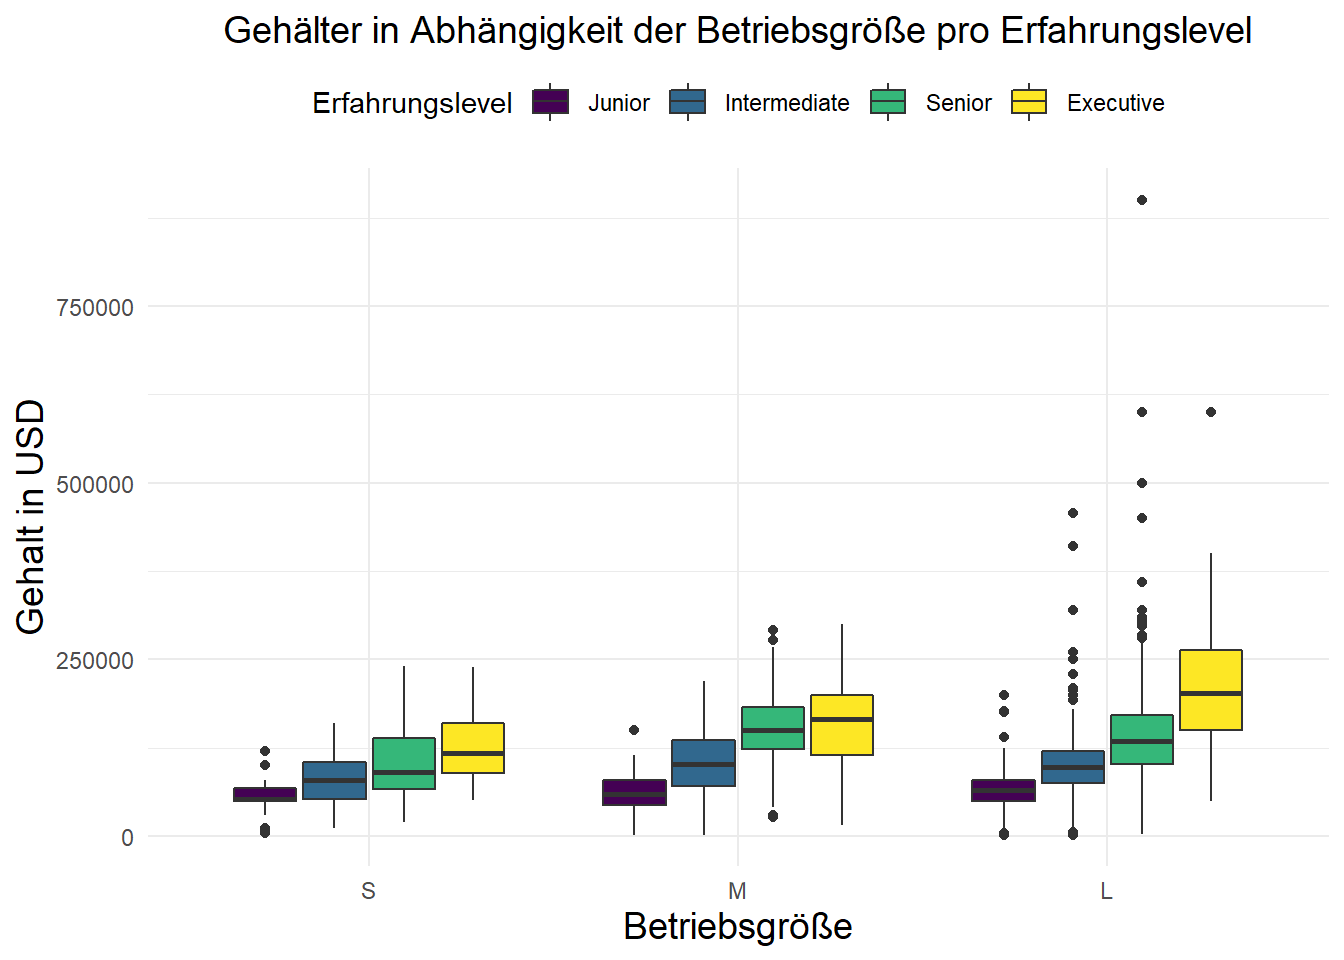 Gehälter in Abhängigkeit der Betriebsgröße pro Erfahrungslevel
Erfahrungslevel Junior Intermediate Senior Executive
750000
500000
250000
0
Gehalt in USD
S M L
Betriebsgröße